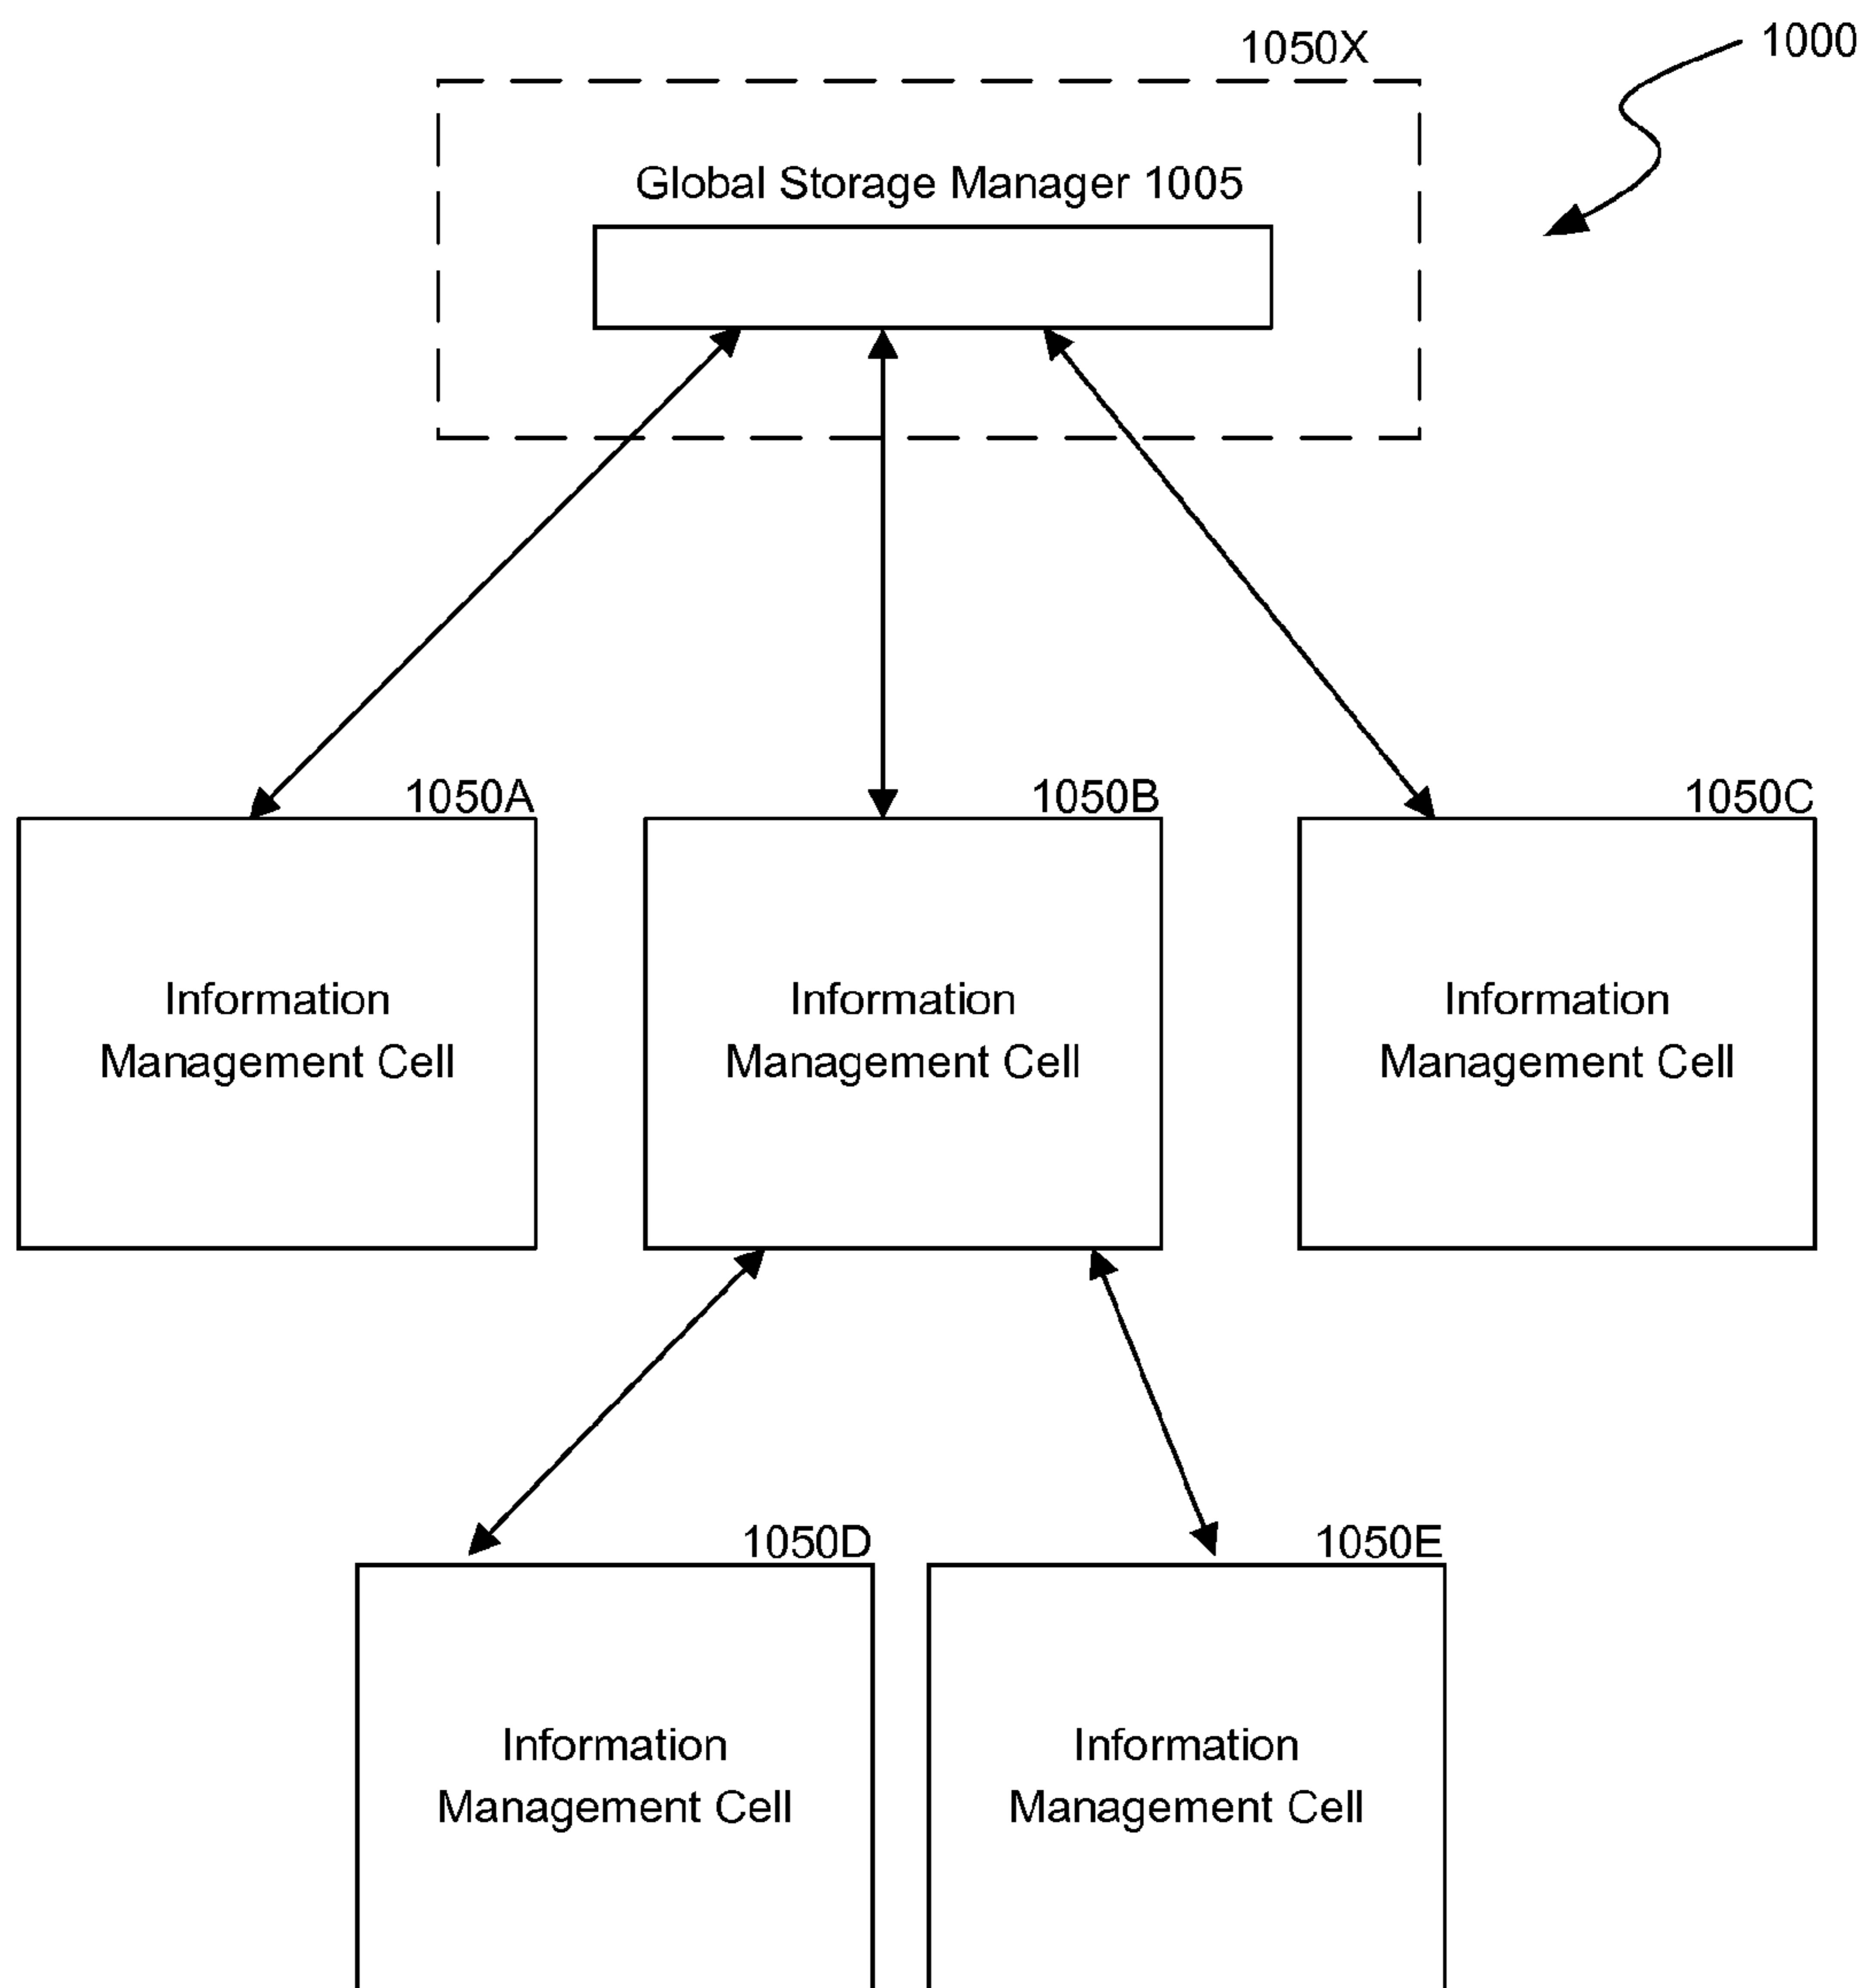 1050X
1000
Global Storage Manager 1005
1050A
1050B
1050C
Information
Management Cell
Information
Management Cell
Information
Management Cell
1050D
1050E
Information
Management Cell
Information
Management Cell